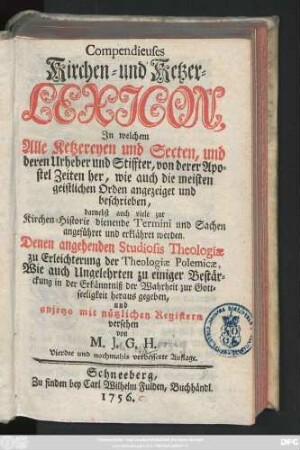 Compendieuses
Kirchen- und Ketzer-
LEXICON,
In welchem
Alle Ketzereyen und Secten, und
deren Urheber und Stiffter, von derer Apo-
stel Zeiten her, wie auch die meisten
geistlichen Orden angezeiget und
beschrieben,
darnebst auch viele zur
Kirchen-Historie dienende Termini und Sachen
angeführet und erkläret werden.
Denen angehenden Studiosis Theologiæ
zu Erleichterung der Theologiæ Polemicæ,
Wie auch Ungelehrten zu einiger Bestär-
ckung in der Erkänntniß der Wahrheit zur Gott-
seeligkeit heraus gegeben,
und
anjetzo mit nützlichen Registern
versehen
von
M. J. G. H.
Vierdte und nochmahls verbesserte Auflage.
Schneeberg,
Zu finden bey Carl Wilhelm Fulden, Buchhändl.
1756.